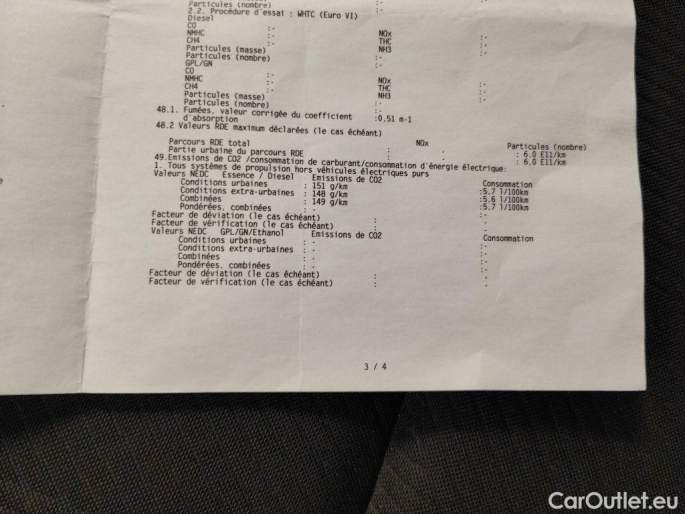 Particules (nombre) :-
2.2. Procédure d'essai : WHTC (Euro VI)
Diesel
CO :- NOx :-
NMHC :- THC :-
CH4 :- NH3 :-
Particules (masse) :-
Particules (nombre) :-
GPL/GN
CO :- NOx :-
NMHC :- THC :-
CH4 :- NH3 :-
Particules (masse) :-
Particules (nombre) :-
48.1. Fumées, valeur corrigée du coefficient d'absorption :0,51 m-1
48.2 Valeurs RDE maximum déclarées (le cas échéant)
NOx Particules (nombre)
Parcours RDE total : - : 6.0 E11/km
Partie urbaine du parcours RDE : - : 6.0 E11/km
49.Emissions de CO2 /consommation de carburant/consommation d'énergie électrique:
1. Tous systèmes de propulsion hors véhicules électriques purs
Valeurs NEDC Essence / Diesel Emissions de CO2 Consommation
Conditions urbaines : 151 g/km :5.7 l/100km
Conditions extra-urbaines : 148 g/km :5.6 l/100km
Combinées : 149 g/km :5.7 l/100km
Pondérées, combinées : - :-
Facteur de déviation (le cas échéant) : -
Facteur de vérification (le cas échéant) : -
Valeurs NEDC GPL/GN/Ethanol Emissions de CO2 Consommation
Conditions urbaines : - :-
Conditions extra-urbaines : - :-
Combinées : - :-
Pondérées, combinées : - :-
Facteur de déviation (le cas échéant) : -
Facteur de vérification (le cas échéant) : -
3 / 4
CarOutlet.eu